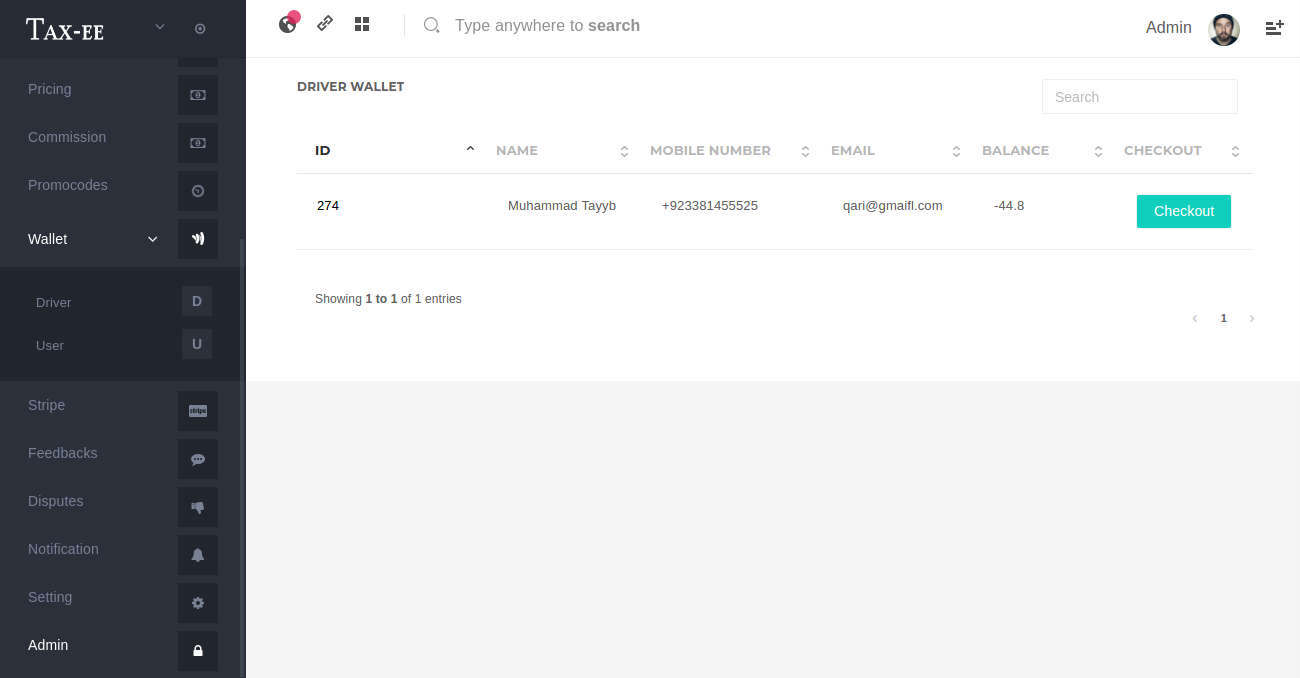 TAX-EE
Type anywhere to search
Admin
Pricing
Commission
Promocodes
Wallet
Driver D
User U
Stripe
stripe
Feedbacks
Disputes
Notification
Setting
Admin
DRIVER WALLET
Search
ID NAME MOBILE NUMBER EMAIL BALANCE CHECKOUT
274 Muhammad Tayyb +923381455525 qari@gmaifl.com -44.8 Checkout
Showing 1 to 1 of 1 entries
‹ 1 ›